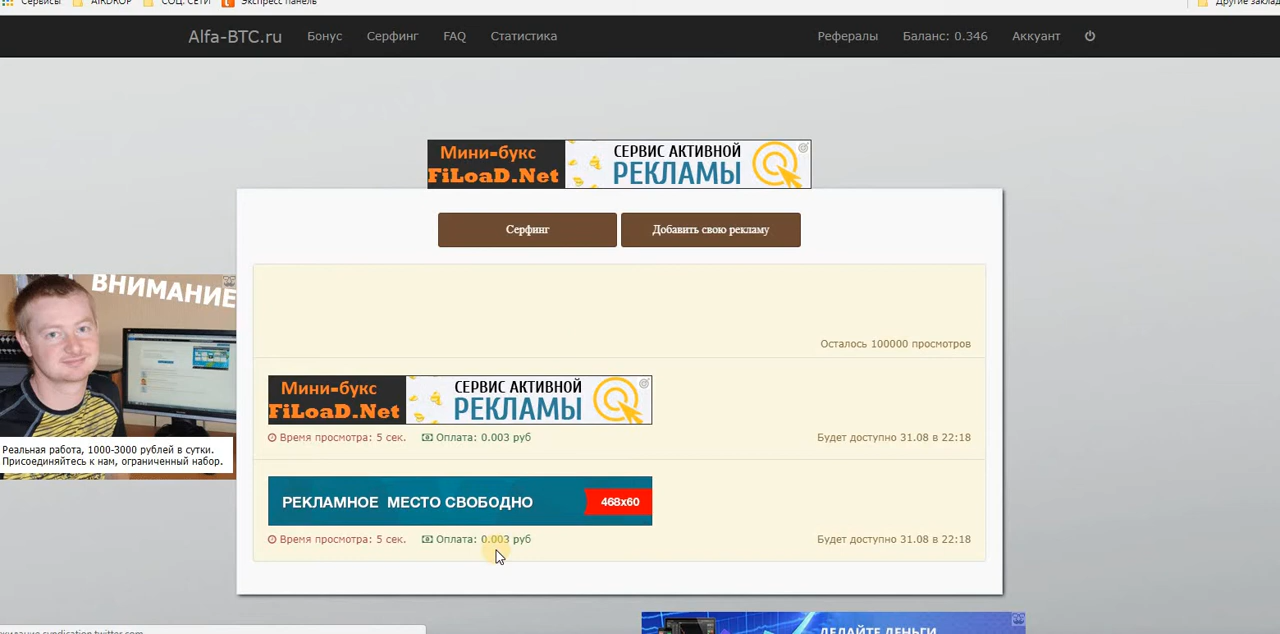 Сервисы AIRDROP СОЦ. СЕТИ Экспресс панель Другие заклад
Alfa-BTC.ru Бонус Серфинг FAQ Статистика Рефералы Баланс: 0.346 Аккуант
Мини-букс
FiLoaD.Net
СЕРВИС АКТИВНОЙ
РЕКЛАМЫ
Серфинг Добавить свою рекламу
ВНИМАНИЕ
Реальная работа, 1000-3000 рублей в сутки.
Присоединяйтесь к нам, ограниченный набор.
Осталось 100000 просмотров
Мини-букс
FiLoaD.Net
СЕРВИС АКТИВНОЙ
РЕКЛАМЫ
Время просмотра: 5 сек. Оплата: 0.003 руб Будет доступно 31.08 в 22:18
РЕКЛАМНОЕ МЕСТО СВОБОДНО 468x60
Время просмотра: 5 сек. Оплата: 0.003 руб Будет доступно 31.08 в 22:18
ДЕЛАЙТЕ ДЕНЬГИ